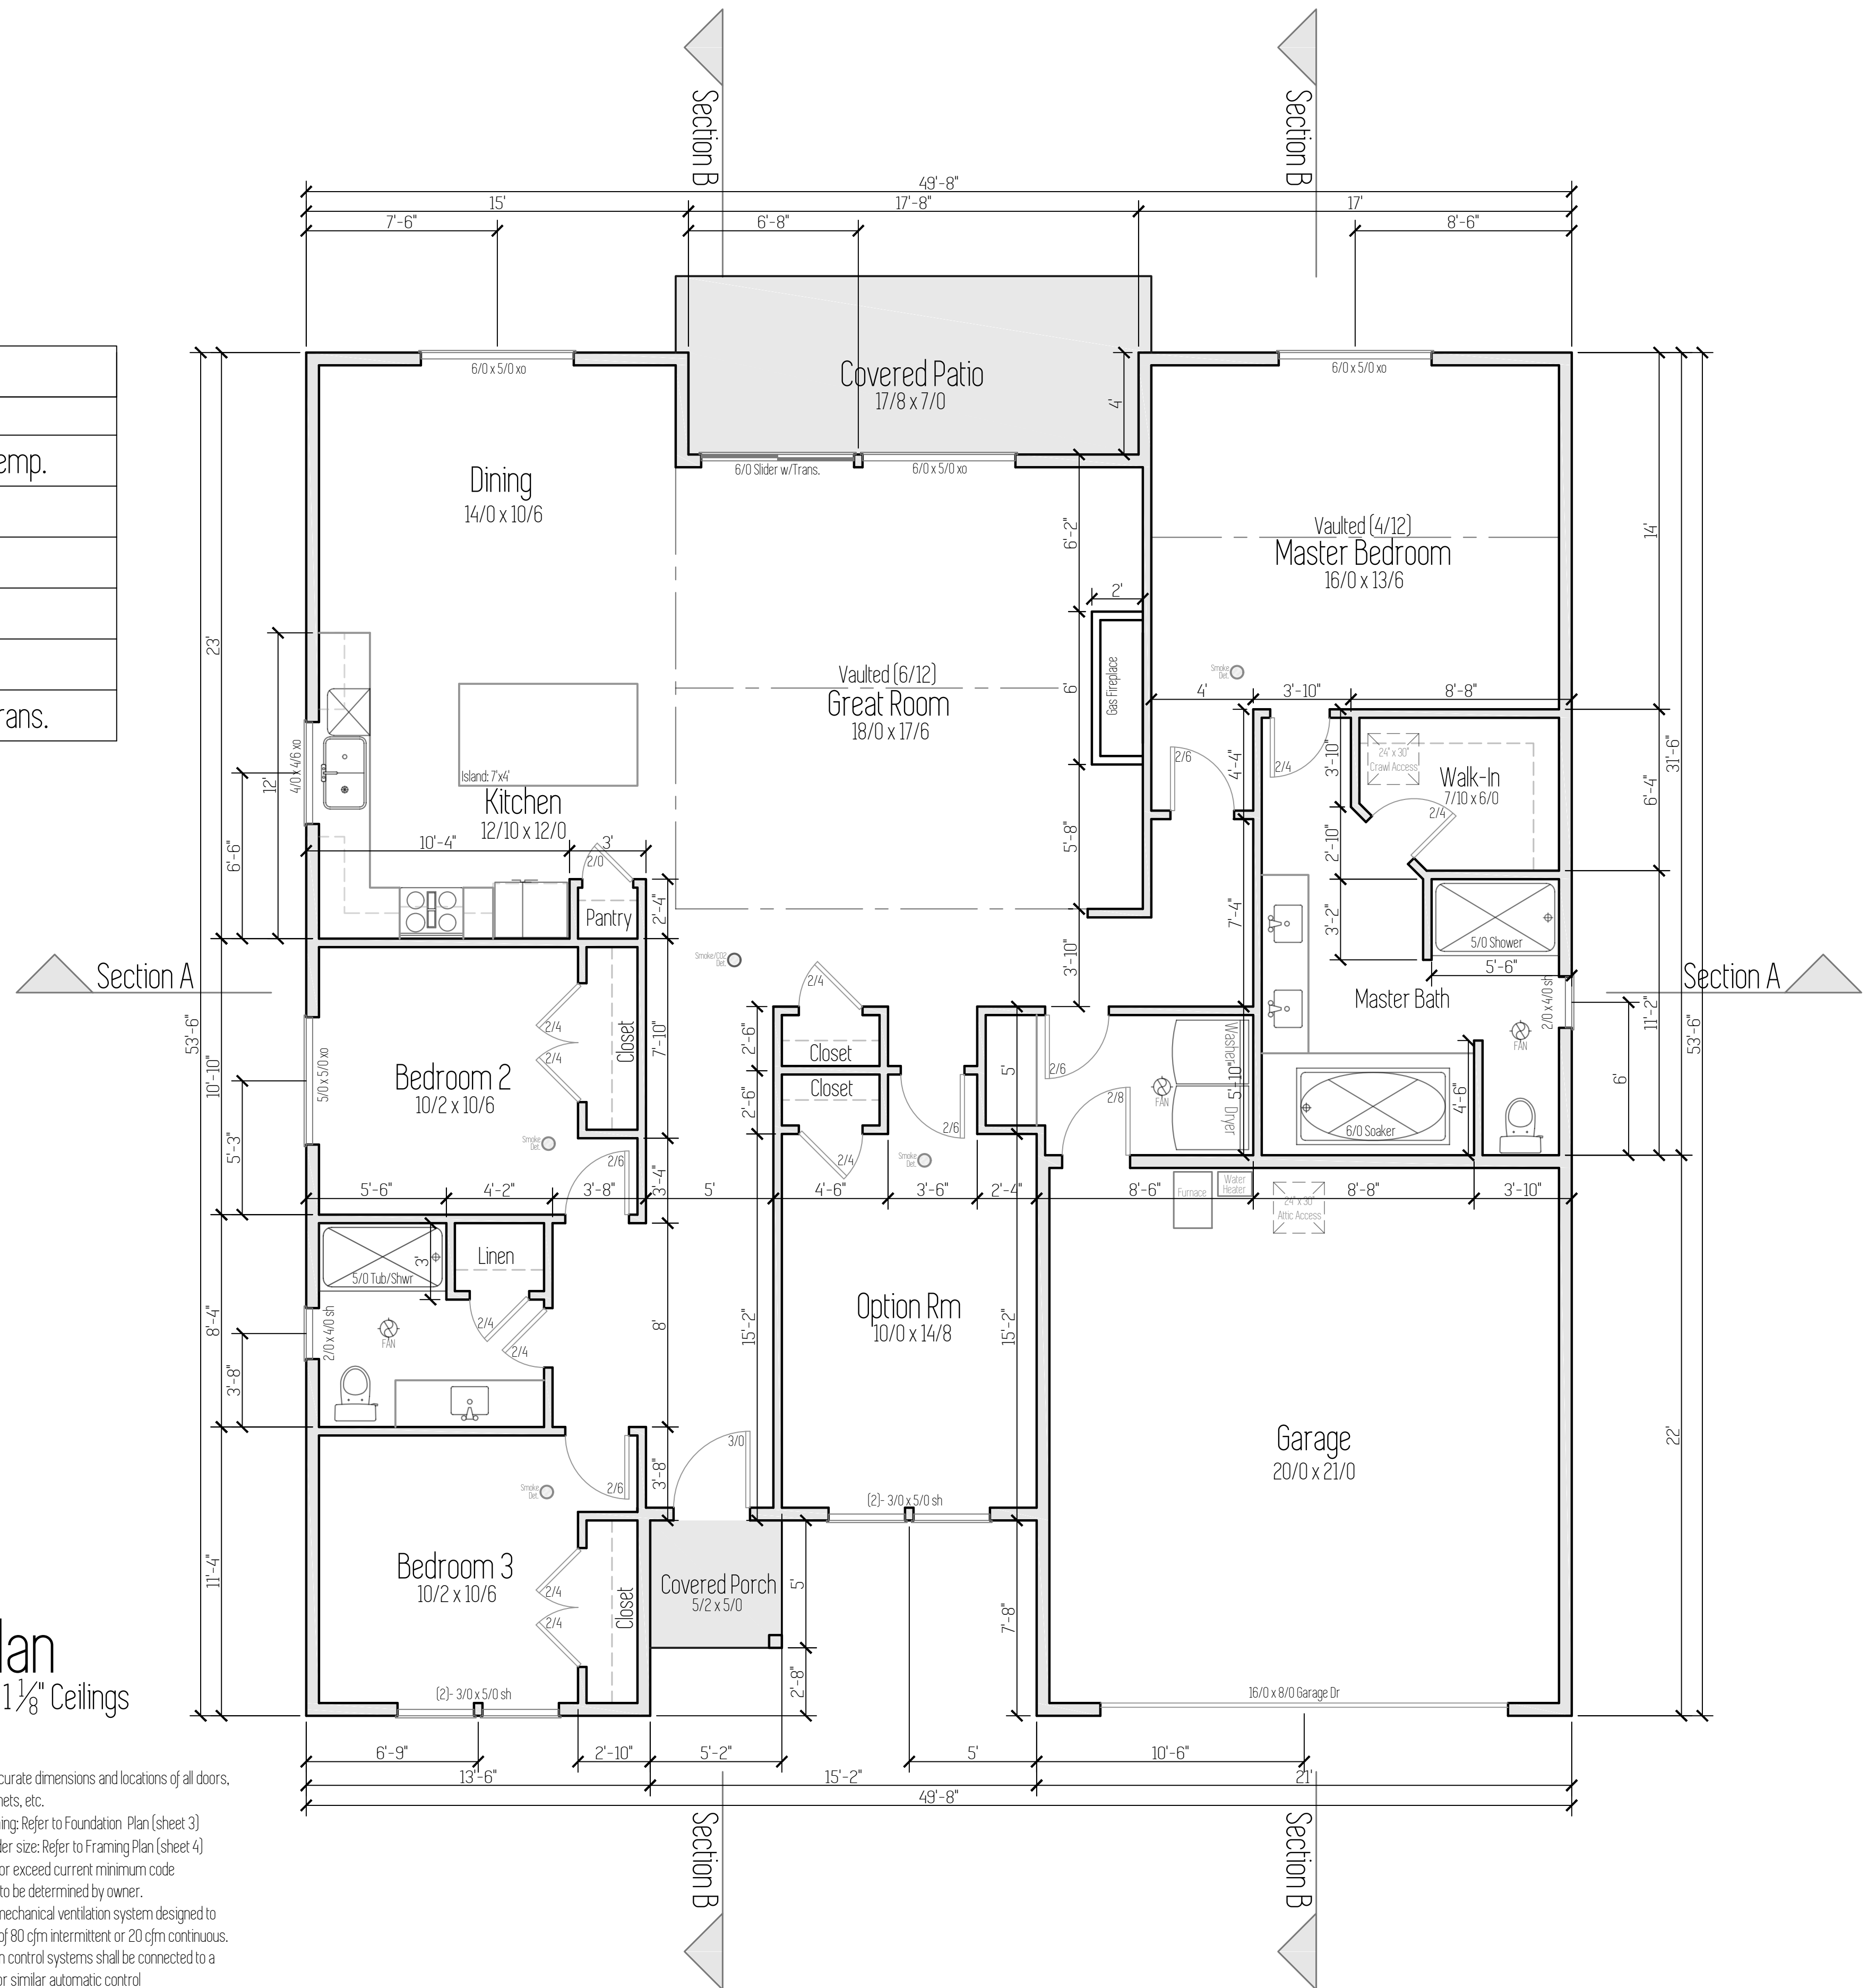 Section B
Section B
49'-8"
15'
17'-8"
17'
7'-6"
6'-8"
8'-6"
6/0 x 5/0 xo
Covered Patio
17/8 x 7/0
4'
6/0 x 5/0 xo
emp.
rans.
6/0 Slider w/Trans.
6/0 x 5/0 xo
Dining
14/0 x 10/6
6'-2"
Vaulted (4/12)
Master Bedroom
16/0 x 13/6
14'
2'
23'
Gas Fireplace
6'
Vaulted (6/12)
Great Room
18/0 x 17/6
Smoke
Det.
4'
3'-10"
8'-8"
12'
4/0 x 4/6 xo
Island: 7'x4'
Kitchen
12/10 x 12/0
2/6
4'-4"
2/4
3'-10"
24" x 30"
Crawl Access
Walk-In
7/10 x 6/0
2/4
6'-4"
31'-6"
6'-6"
10'-4"
3'
2/0
Pantry
2'-4"
5'-8"
2'-10"
7'-4"
3'-2"
5/0 Shower
5'-6"
Section A
Smoke/CO2
Det.
3'-10"
Master Bath
2/0 x 4/0 sh
Section A
53'-6"
10'-10"
5/0 x 5/0 xo
Bedroom 2
10/2 x 10/6
2/4
2/4
Closet
7'-10"
2/4
2'-6"
Closet
Closet
2'-6"
2/4
5'
2/6
2/6
2/8
FAN
Washer
Dryer
5'-10"
6/0 Soaker
4'-6"
FAN
6'
11'-2"
53'-6"
5'-3"
Smoke
Det.
2/6
Smoke
Det.
3'-4"
5'-6"
4'-2"
3'-8"
5'
4'-6"
3'-6"
2'-4"
8'-6"
Furnace
Water
Heater
24" x 30"
Attic Access
8'-8"
3'-10"
8'-4"
5/0 Tub/Shwr
3'
Linen
2/4
2/4
2/0 x 4/0 sh
FAN
3'-8"
8'
15'-2"
Option Rm
10/0 x 14/8
15'-2"
Garage
20/0 x 21/0
22'
3/0
3'-8"
Smoke
Det.
2/6
(2)- 3/0 x 5/0 sh
11'-4"
Bedroom 3
10/2 x 10/6
2/4
2/4
Closet
Covered Porch
5/2 x 5/0
5'
7'-8"
2'-8"
(2)- 3/0 x 5/0 sh
16/0 x 8/0 Garage Dr
lan
1 1/8" Ceilings
6'-9"
2'-10"
5'-2"
5'
10'-6"
13'-6"
15'-2"
21'
49'-8"
curate dimensions and locations of all doors,
nets, etc.
ing: Refer to Foundation Plan (sheet 3)
der size: Refer to Framing Plan (sheet 4)
or exceed current minimum code
to be determined by owner.
mechanical ventilation system designed to
of 80 cfm intermittent or 20 cfm continuous.
n control systems shall be connected to a
or similar automatic control
Section B
Section B